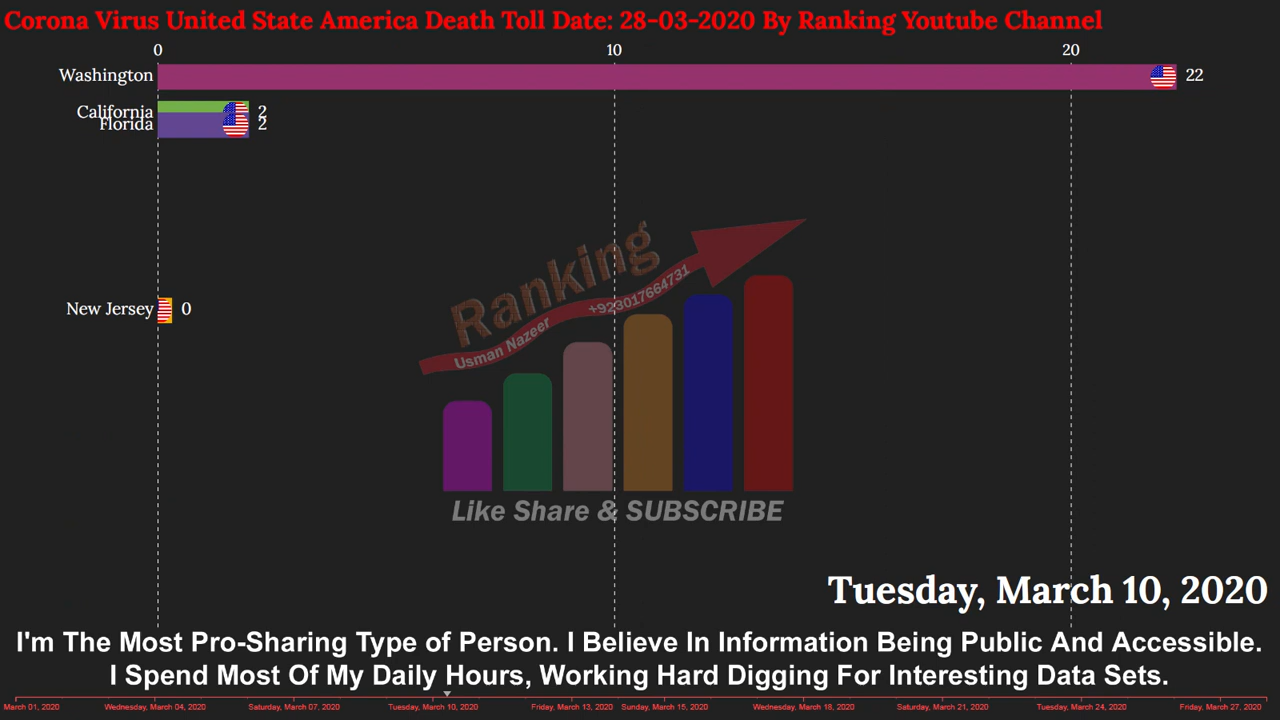 Corona Virus United State America Death Toll Date: 28-03-2020 By Ranking Youtube Channel
0 10 20
Washington 22
California 2
Florida 2
New Jersey 0
Ranking
+923017664731
Usman Nazeer
Like Share & SUBSCRIBE
Tuesday, March 10, 2020
I'm The Most Pro-Sharing Type of Person. I Believe In Information Being Public And Accessible.
I Spend Most Of My Daily Hours, Working Hard Digging For Interesting Data Sets.
March 01, 2020 Wednesday, March 04, 2020 Saturday, March 07, 2020 Tuesday, March 10, 2020 Friday, March 13, 2020 Sunday, March 15, 2020 Wednesday, March 18, 2020 Saturday, March 21, 2020 Tuesday, March 24, 2020 Friday, March 27, 2020